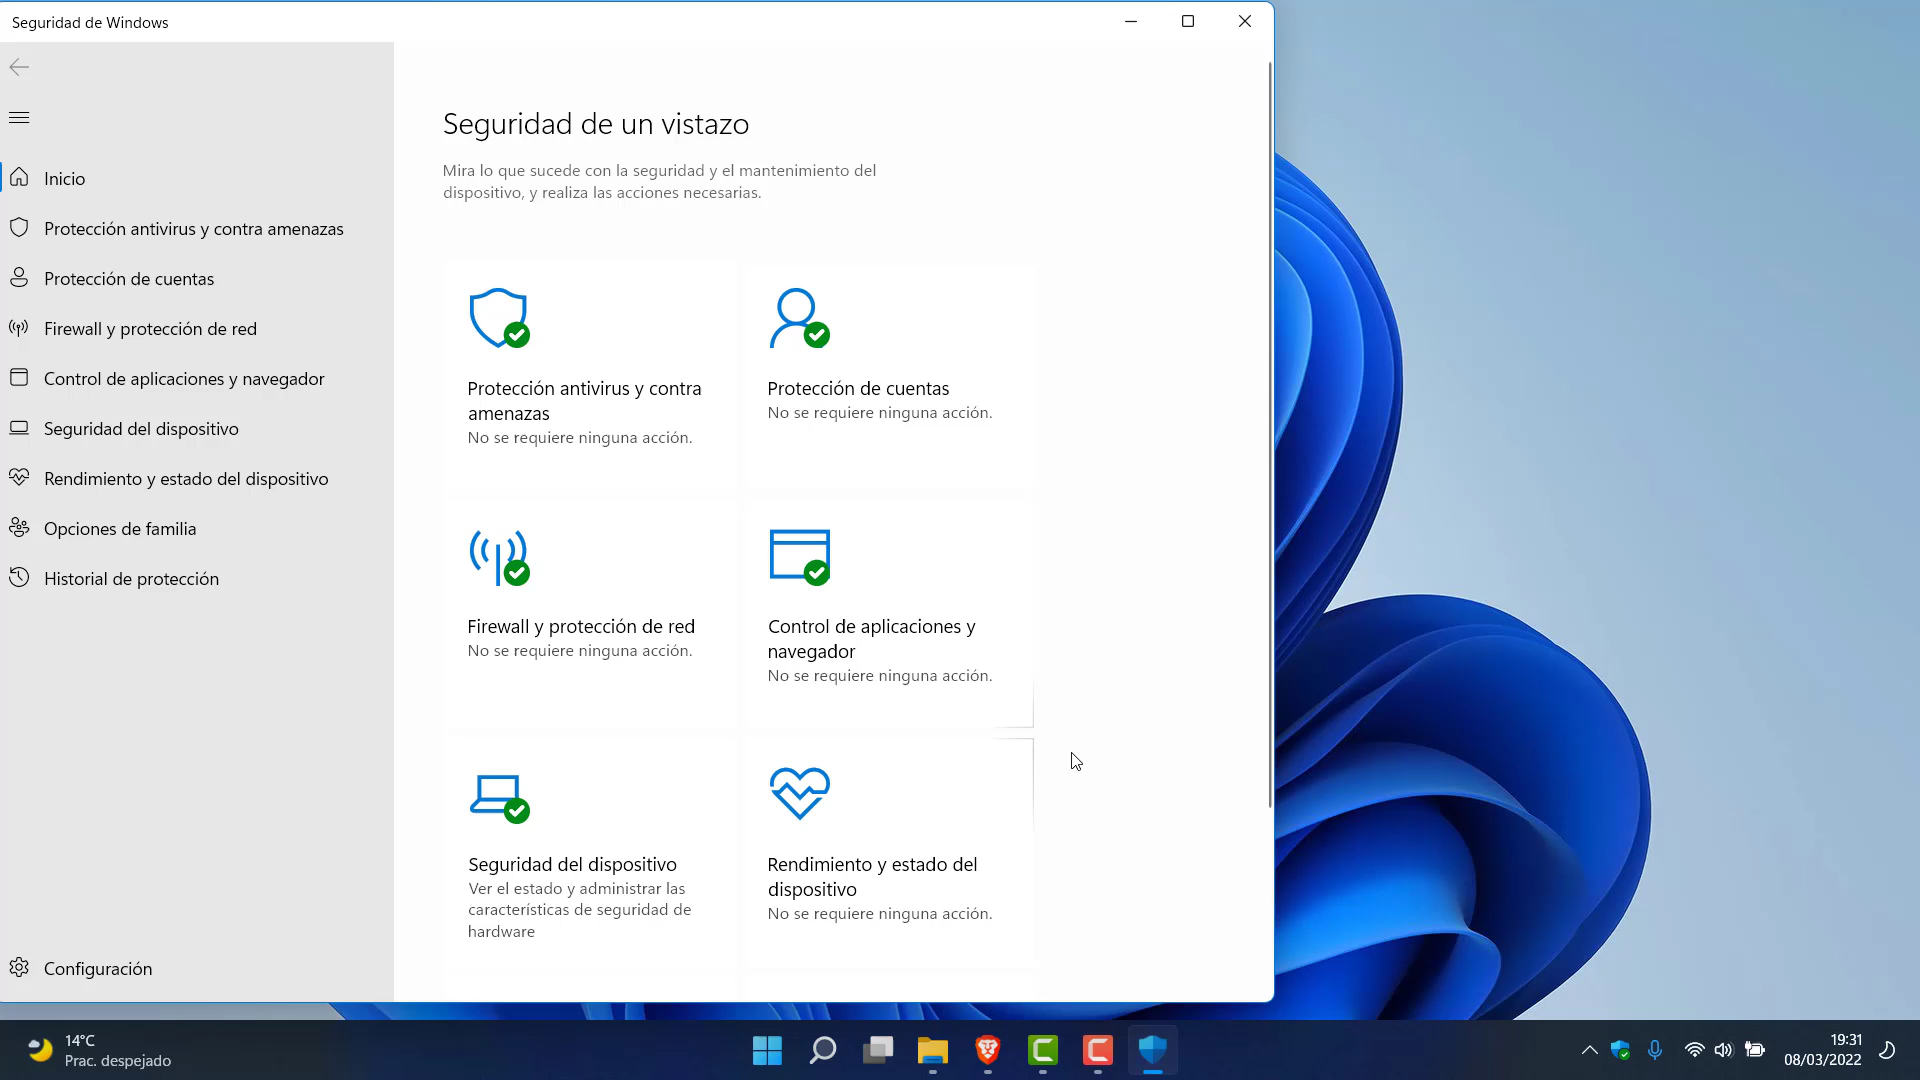 Seguridad de Windows
Inicio
Protección antivirus y contra amenazas
Protección de cuentas
Firewall y protección de red
Control de aplicaciones y navegador
Seguridad del dispositivo
Rendimiento y estado del dispositivo
Opciones de familia
Historial de protección
Configuración
Seguridad de un vistazo
Mira lo que sucede con la seguridad y el mantenimiento del
dispositivo, y realiza las acciones necesarias.
Protección antivirus y contra
amenazas
No se requiere ninguna acción.
Protección de cuentas
No se requiere ninguna acción.
Firewall y protección de red
No se requiere ninguna acción.
Control de aplicaciones y
navegador
No se requiere ninguna acción.
Seguridad del dispositivo
Ver el estado y administrar las
características de seguridad de
hardware
Rendimiento y estado del
dispositivo
No se requiere ninguna acción.
14°C
Prac. despejado
19:31
08/03/2022